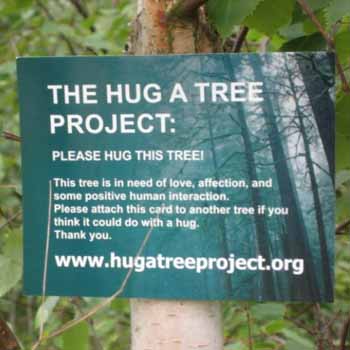 THE HUG A TREE
PROJECT:
PLEASE HUG THIS TREE!
This tree is in need of love, affection, and
some positive human interaction.
Please attach this card to another tree if you
think it could do with a hug.
Thank you.
www.hugatreeproject.org